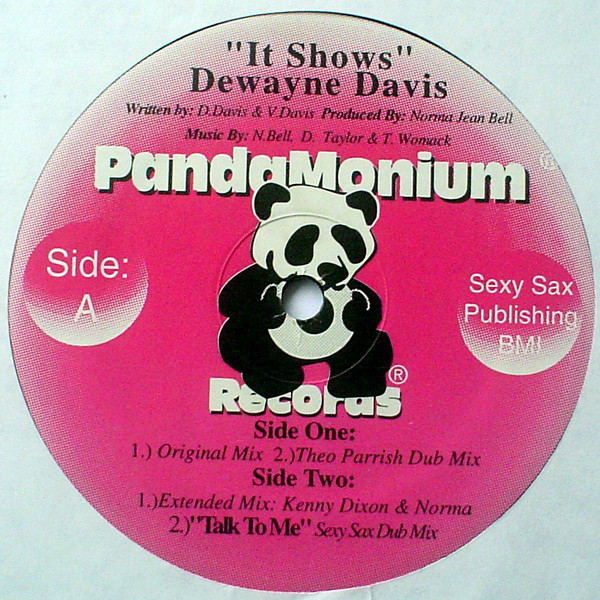 "It Shows"
Dewayne Davis
Written by: D.Davis & V.Davis Produced By: Norma Jean Bell
Music By: N.Bell, D. Taylor & T. Womack
PandaMonium®
Side:
A
Sexy Sax
Publishing
BMI
Records®
Side One:
1.) Original Mix 2.)Theo Parrish Dub Mix
Side Two:
1.)Extended Mix: Kenny Dixon & Norma
2.)"Talk To Me" Sexy Sax Dub Mix